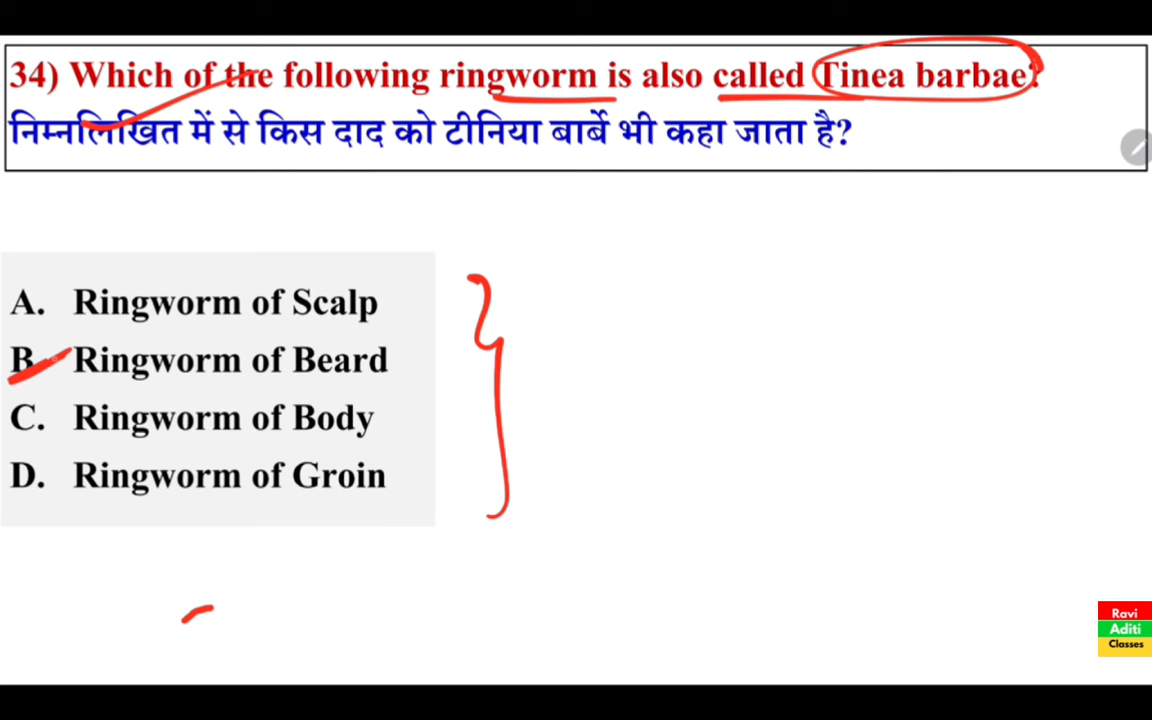 34) Which of the following ringworm is also called Tinea barbae?
निम्नलिखित में से किस दाद को टीनिया बार्बे भी कहा जाता है?
A. Ringworm of Scalp
B. Ringworm of Beard
C. Ringworm of Body
D. Ringworm of Groin
Ravi
Aditi
Classes